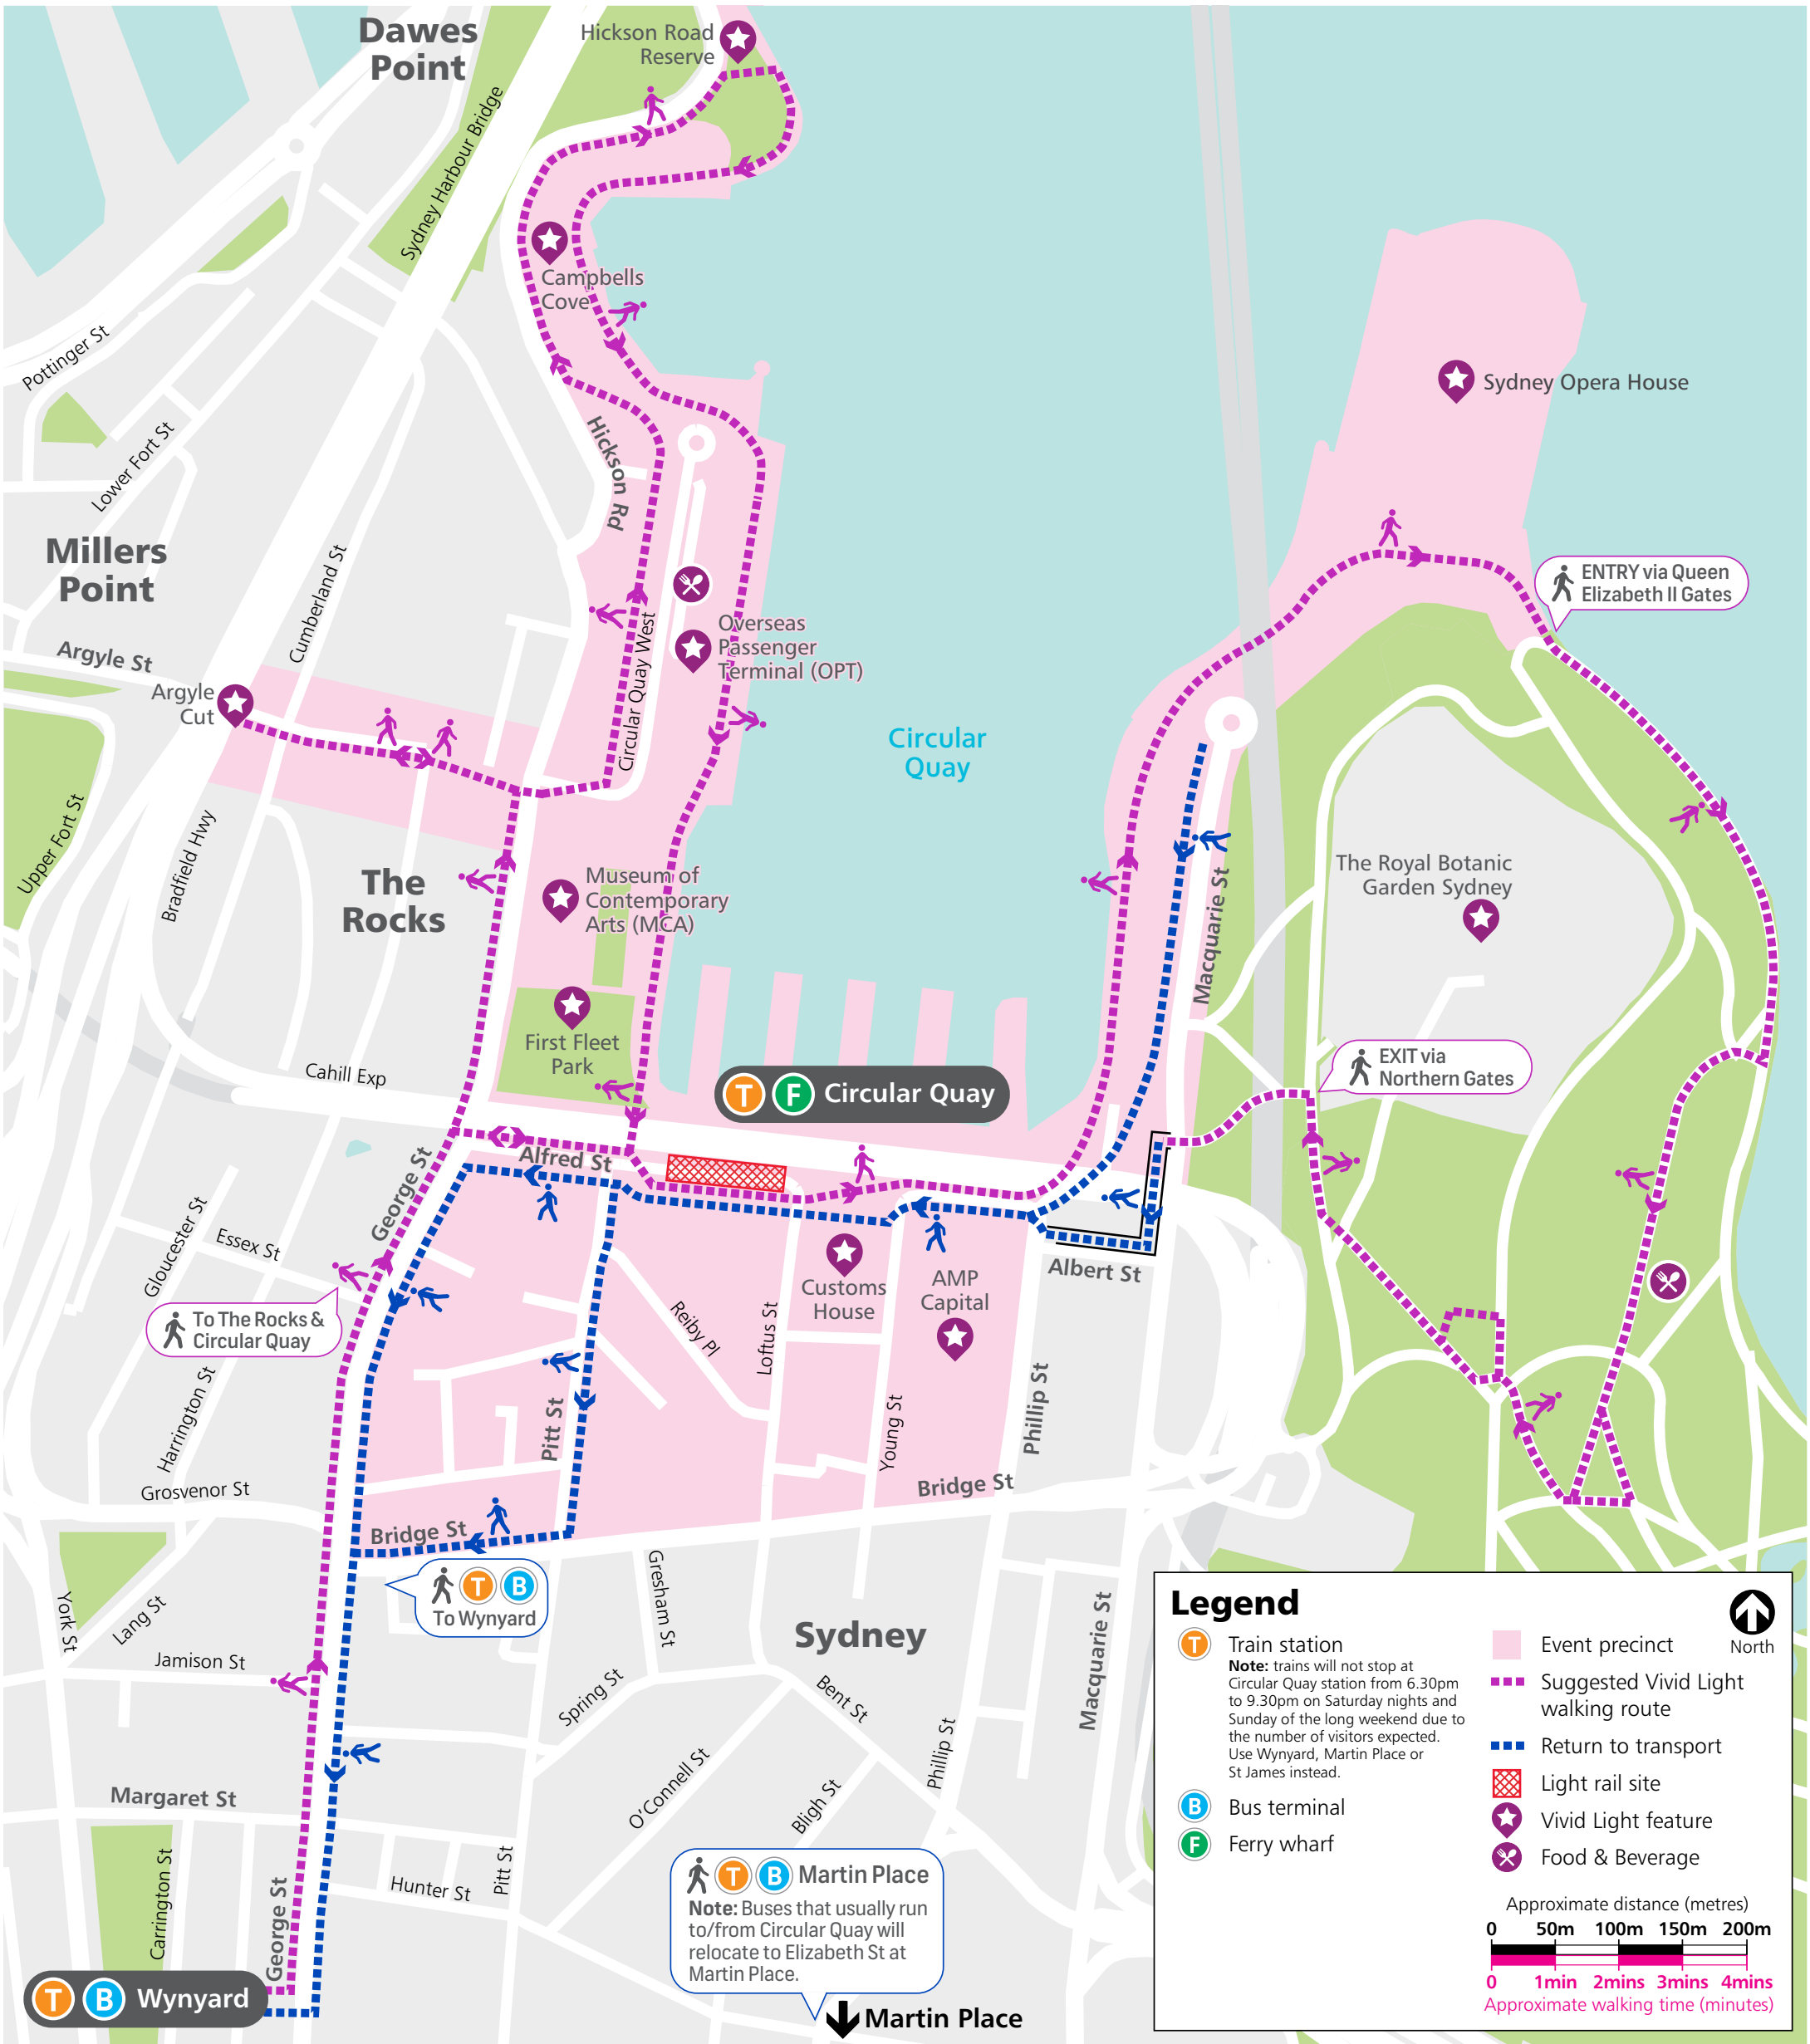 Dawes
Point
Hickson Road
Reserve
Sydney Harbour Bridge
Campbells
Cove
Pottinger St
Sydney Opera House
Lower Fort St
Hickson Rd
Millers
Point
Cumberland St
ENTRY via Queen
Elizabeth II Gates
Argyle St
Argyle
Cut
Circular Quay West
Overseas
Passenger
Terminal (OPT)
Circular
Quay
Upper Fort St
Bradfield Hwy
The
Rocks
Museum of
Contemporary
Arts (MCA)
Macquarie St
The Royal Botanic
Garden Sydney
First Fleet
Park
Cahill Exp
T F Circular Quay
EXIT via
Northern Gates
Alfred St
George St
Gloucester St
Essex St
To The Rocks &
Circular Quay
Customs
House
AMP
Capital
Albert St
Reiby Pl
Loftus St
Harrington St
Pitt St
Young St
Phillip St
Grosvenor St
Bridge St
Bridge St
T B
To Wynyard
York St
Lang St
Gresham St
Sydney
Macquarie St
Jamison St
Spring St
Bent St
Phillip St
O'Connell St
Bligh St
Margaret St
Carrington St
George St
Pitt St
Hunter St
T B Martin Place
Note: Buses that usually run
to/from Circular Quay will
relocate to Elizabeth St at
Martin Place.
T B Wynyard
Martin Place
Legend
North
T Train station
Note: trains will not stop at
Circular Quay station from 6.30pm
to 9.30pm on Saturday nights and
Sunday of the long weekend due to
the number of visitors expected.
Use Wynyard, Martin Place or
St James instead.
B Bus terminal
F Ferry wharf
Event precinct
Suggested Vivid Light
walking route
Return to transport
Light rail site
Vivid Light feature
Food & Beverage
Approximate distance (metres)
0 50m 100m 150m 200m
0 1min 2mins 3mins 4mins
Approximate walking time (minutes)